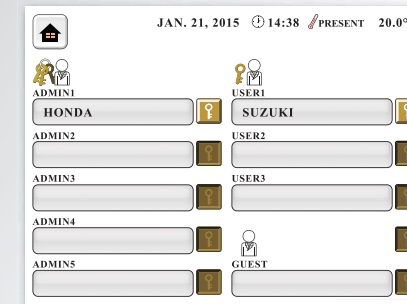 JAN. 21, 2015 14:38 PRESENT 20.0°
ADMIN1 USER1
HONDA SUZUKI
ADMIN2 USER2
ADMIN3 USER3
ADMIN4
ADMIN5 GUEST